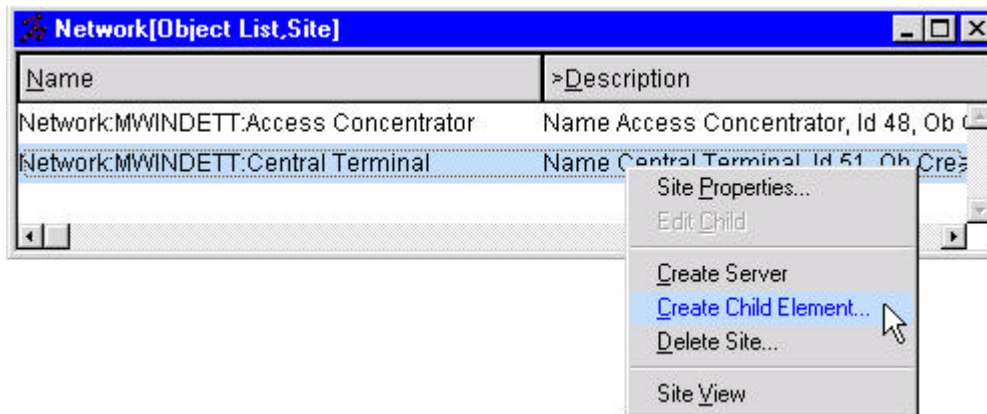 Network[Object List,Site]
Name >Description
Network:MWINDETT:Access Concentrator Name Access Concentrator, Id 48, Ob
Network:MWINDETT:Central Terminal Name Central Terminal, Id 51, Ob Cre
Site Properties...
Edit Child
Create Server
Create Child Element...
Delete Site...
Site View